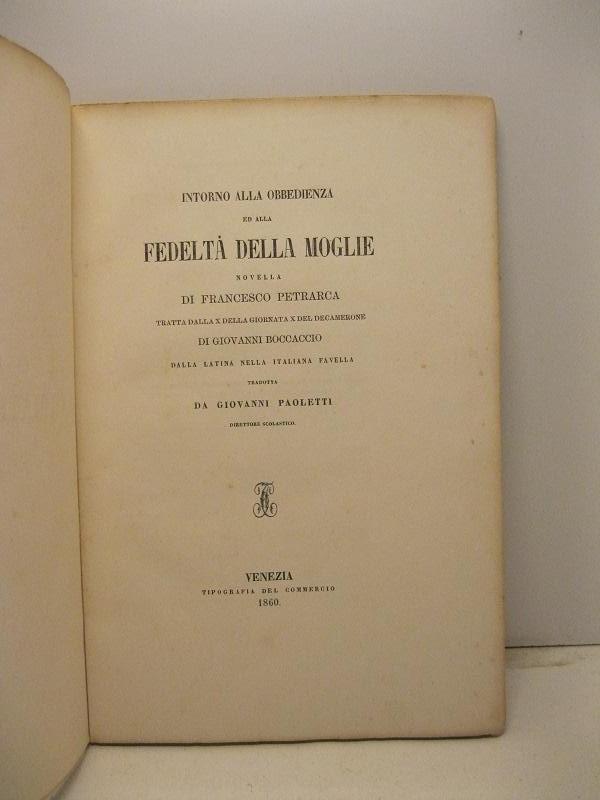 INTORNO ALLA OBBEDIENZA
ED ALLA
FEDELTÀ DELLA MOGLIE
NOVELLA
DI FRANCESCO PETRARCA
TRATTA DALLA X DELLA GIORNATA X DEL DECAMERONE
DI GIOVANNI BOCCACCIO
DALLA LATINA NELLA ITALIANA FAVELLA
TRADOTTA
DA GIOVANNI PAOLETTI
DIRETTORE SCOLASTICO.
VENEZIA
TIPOGRAFIA DEL COMMERCIO
1860.